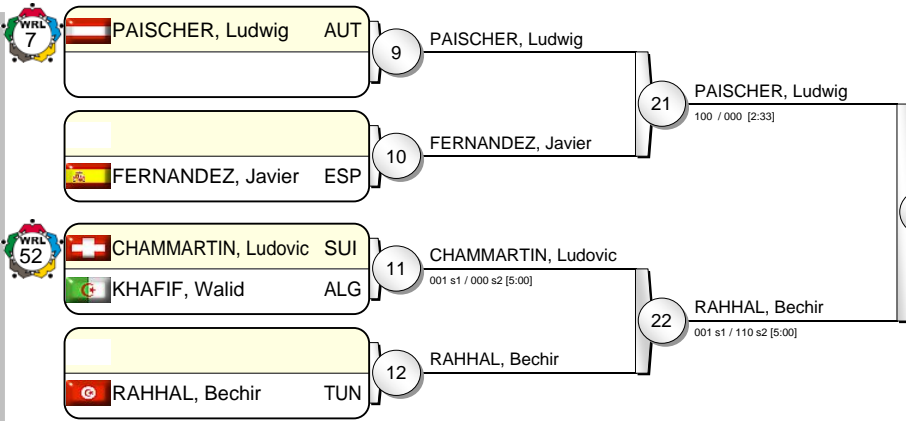 WRL
7
PAISCHER, Ludwig AUT
9
PAISCHER, Ludwig
21
PAISCHER, Ludwig
100 / 000 [2:33]
10
FERNANDEZ, Javier
FERNANDEZ, Javier ESP
WRL
52
CHAMMARTIN, Ludovic SUI
11
CHAMMARTIN, Ludovic
001 s1 / 000 s2 [5:00]
KHAFIF, Walid ALG
22
RAHHAL, Bechir
001 s1 / 110 s2 [5:00]
12
RAHHAL, Bechir
RAHHAL, Bechir TUN